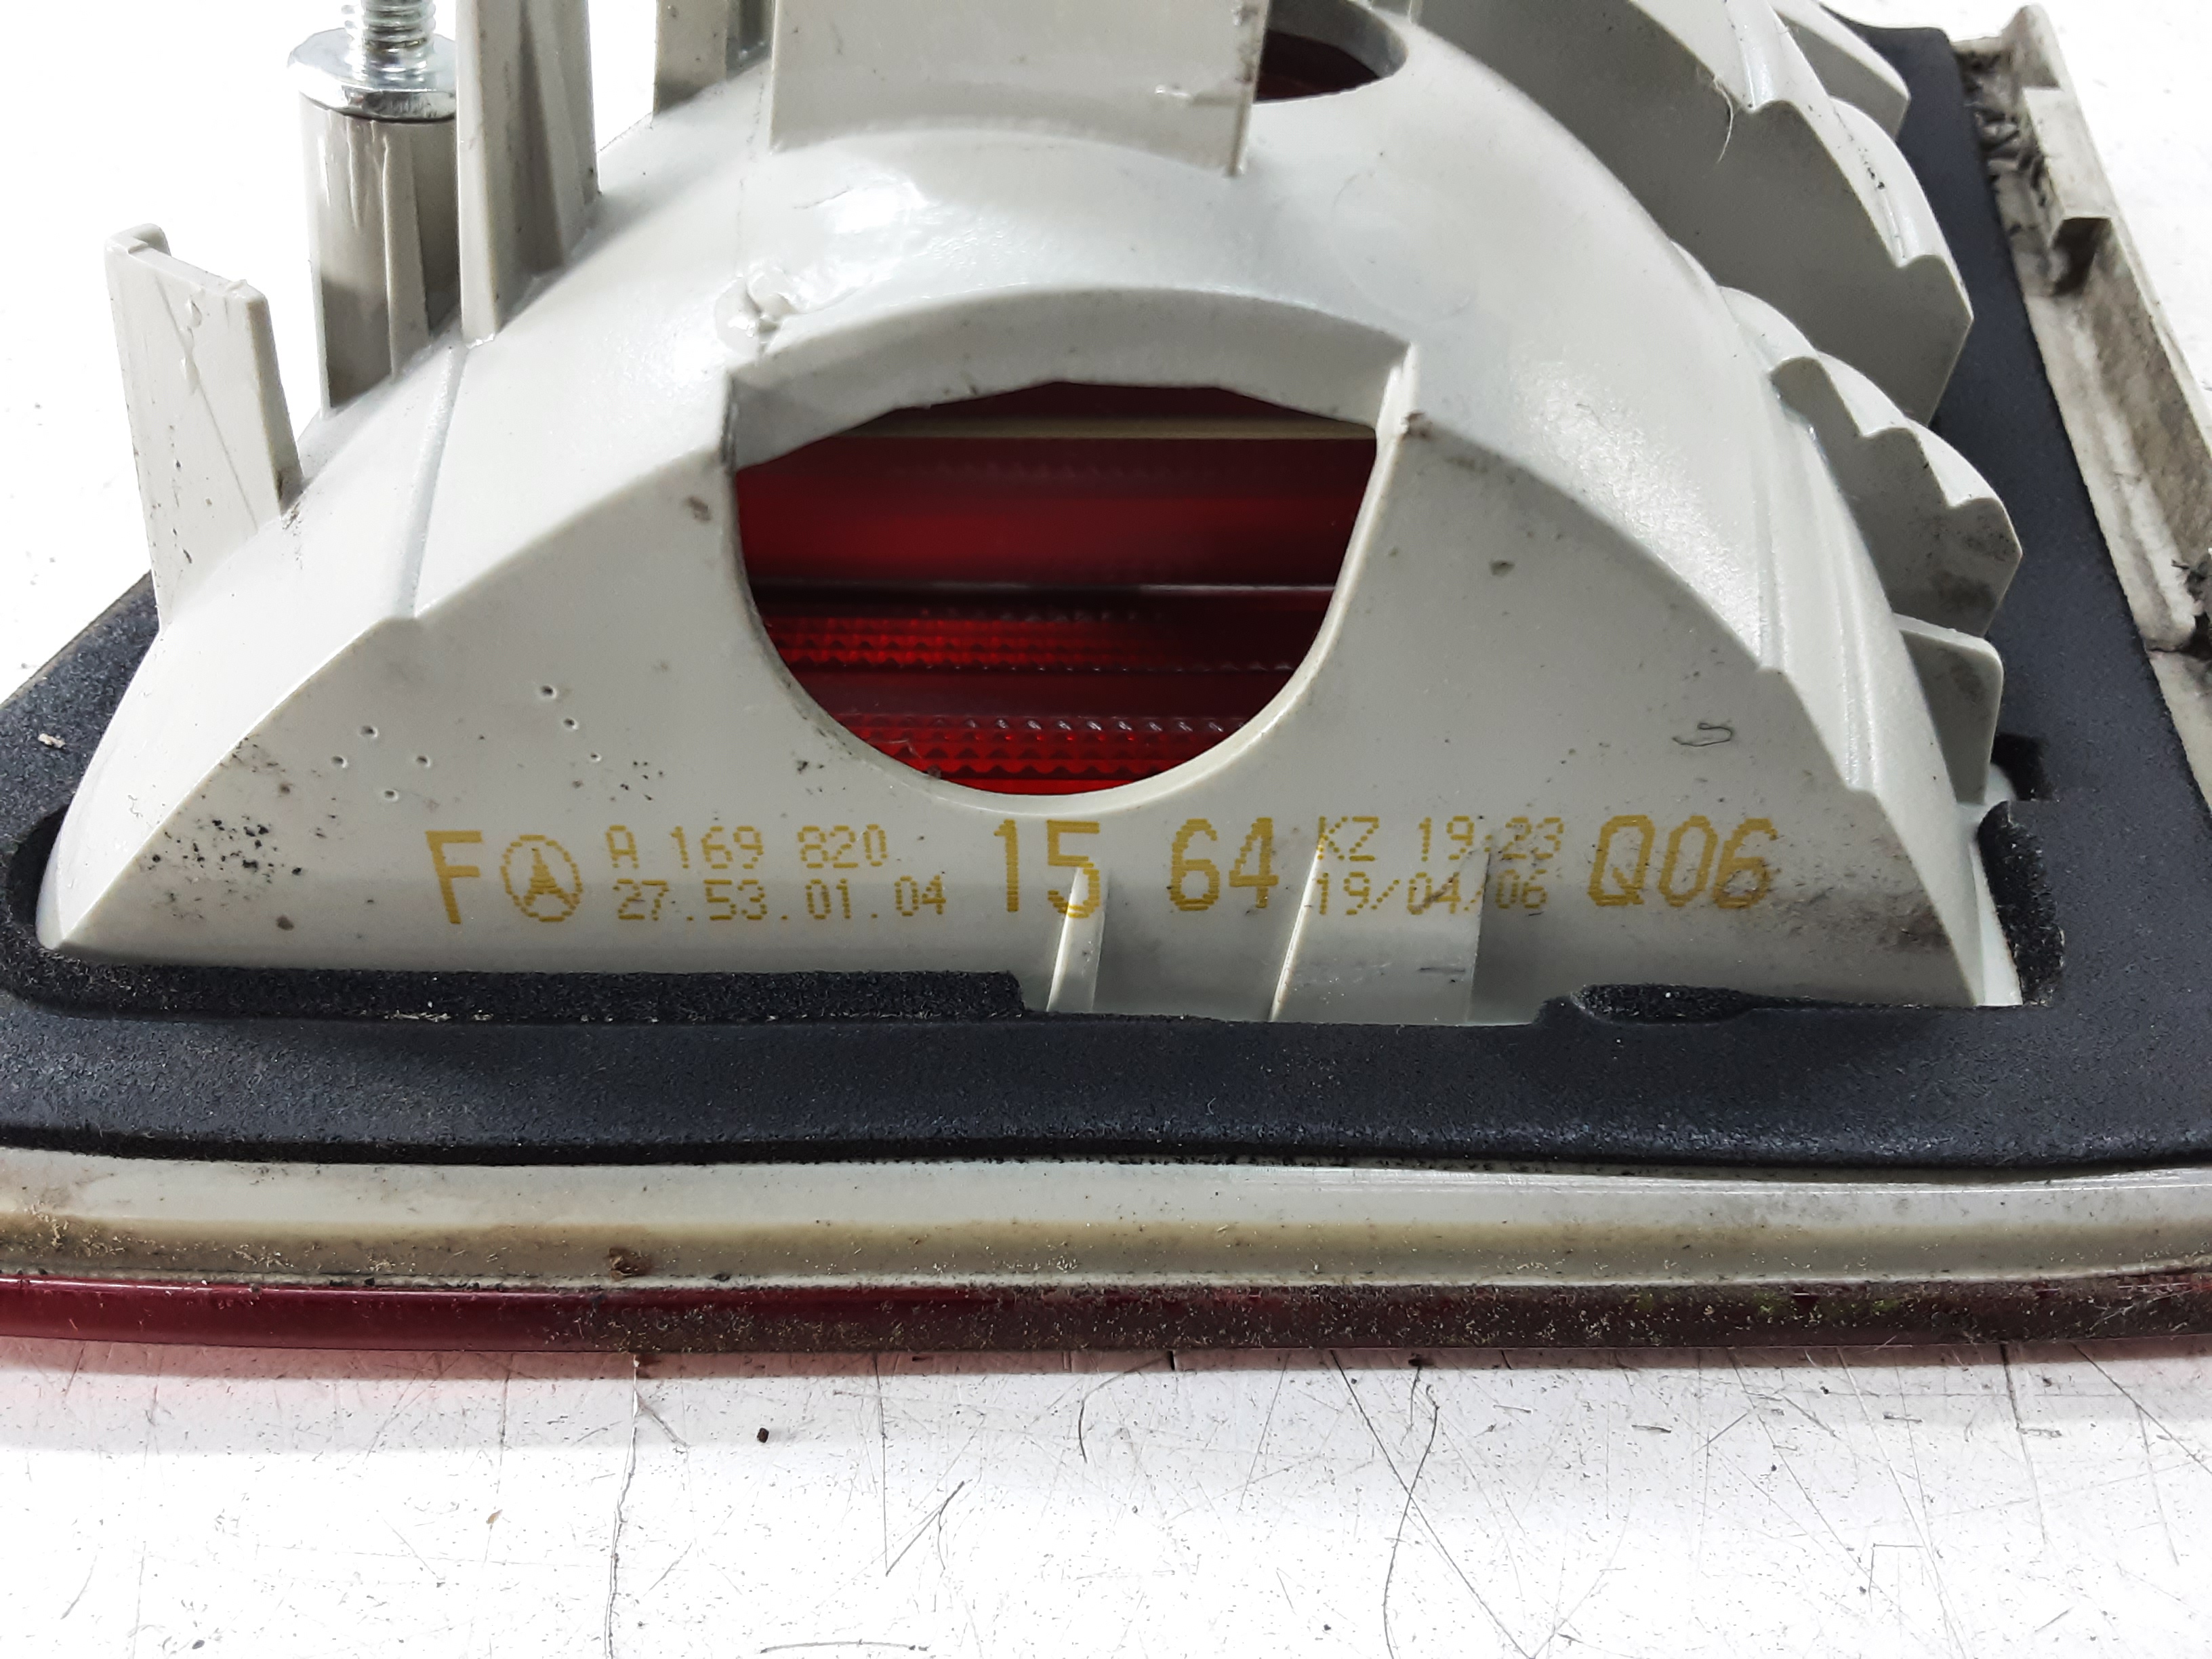 F A 169 820 15 64 KZ 19:23 Q06
27.53.01.04 19/04/06